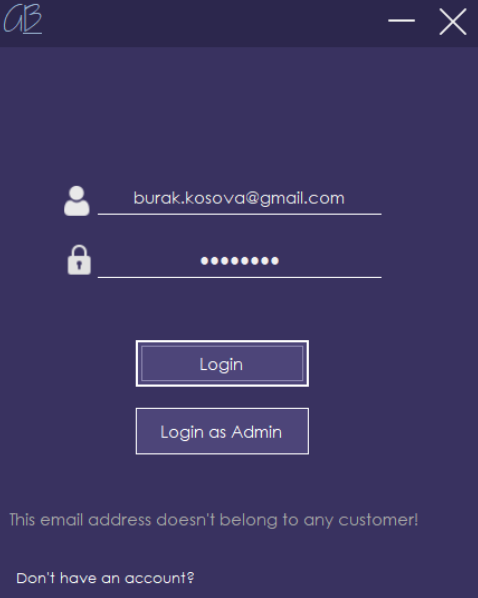 GB
burak.kosova@gmail.com
••••••••
Login
Login as Admin
This email address doesn't belong to any customer!
Don't have an account?